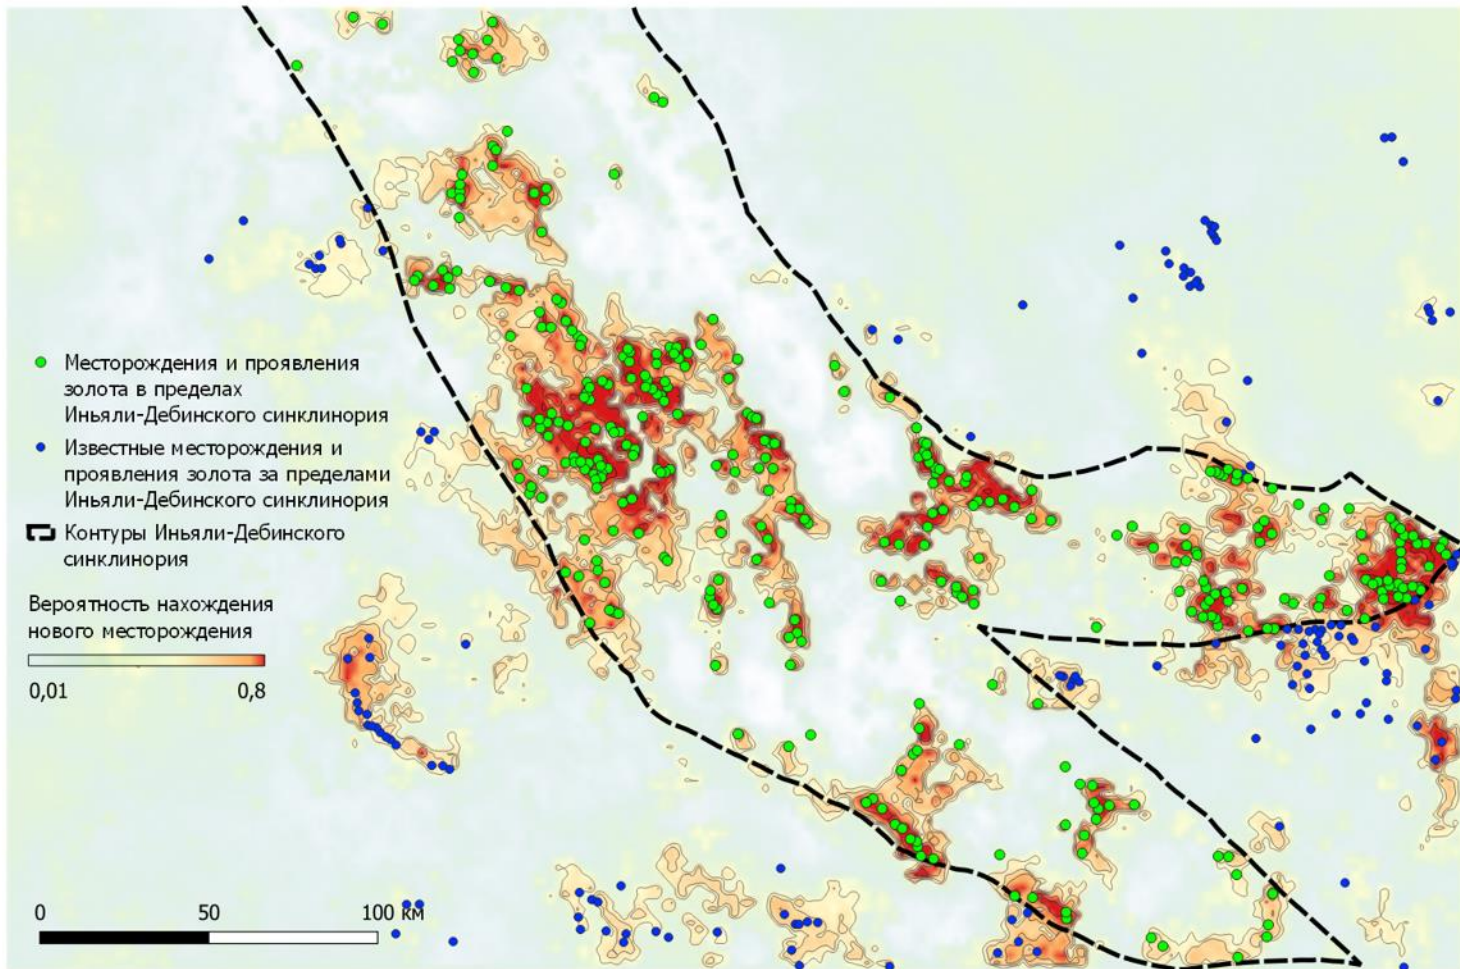 Месторождения и проявления
золота в пределах
Иньяли-Дебинского синклинория
Известные месторождения и
проявления золота за пределами
Иньяли-Дебинского синклинория
Контуры Иньяли-Дебинского
синклинория
Вероятность нахождения
нового месторождения
0,01 0,8
0 50 100 км